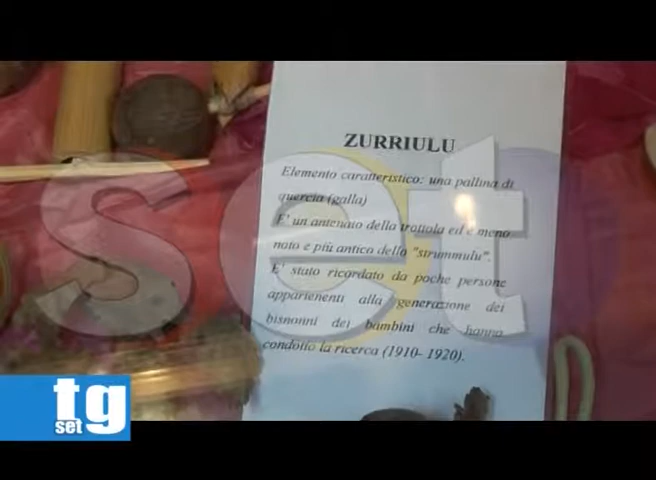 ZURRIULU
Elemento caratteristico: una pallina di
quercia (galla)
E' un antenato della trottola ed è meno
noto e più antico della "strummulu".
E' stato ricordato da poche persone
appartenenti alla generazione dei
bisnonni dei bambini che hanno
condotto la ricerca (1910- 1920).
set
tg
set